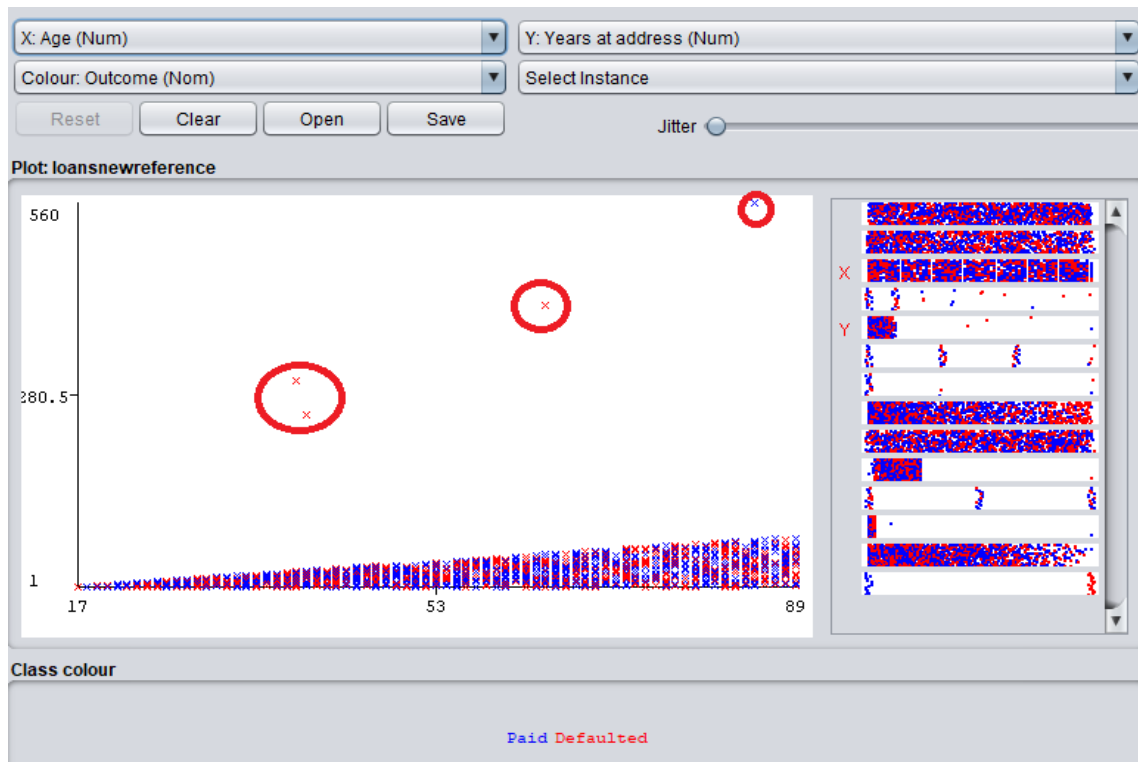 X: Age (Num)
Y: Years at address (Num)
Colour: Outcome (Nom)
Select Instance
Reset
Clear
Open
Save
Jitter
Plot: loansnewreference
560
280.5
1
17
53
89
X
Y
Class colour
Paid Defaulted